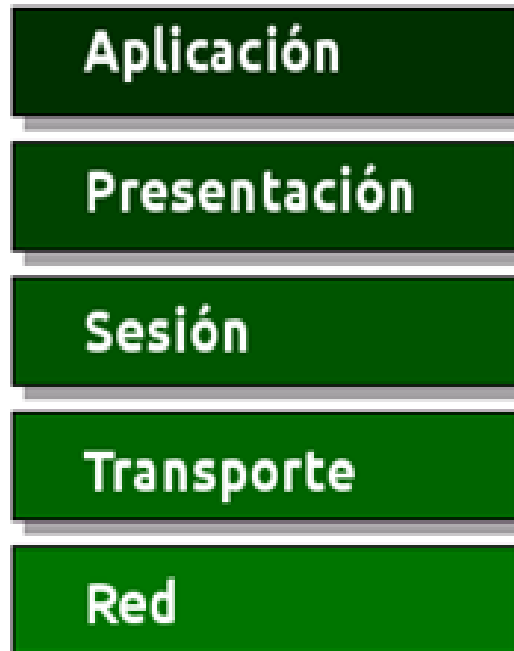 Aplicación
Presentación
Sesión
Transporte
Red